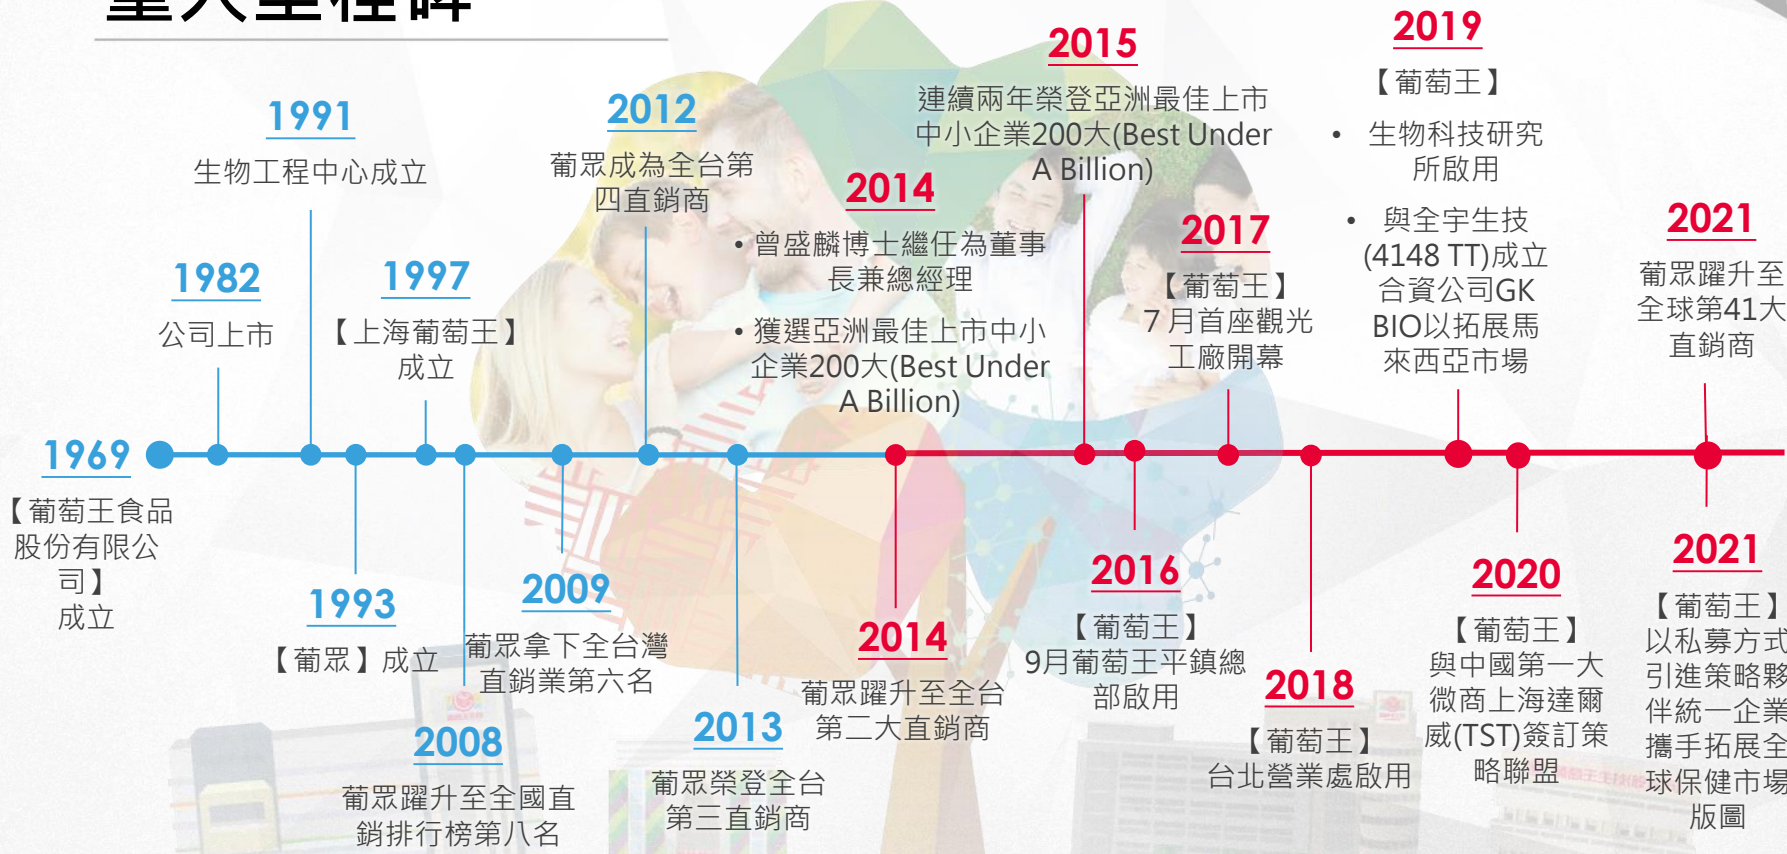 重大里程碑
1969
【葡萄王食品
股份有限公
司】
成立
1982
公司上市
1991
生物工程中心成立
1993
【葡眾】成立
1997
【上海葡萄王】
成立
2008
葡眾躍升至全國直
銷排行榜第八名
2009
葡眾拿下全台灣
直銷業第六名
2012
葡眾成為全台第
四直銷商
2013
葡眾榮登全台
第三直銷商
2014
• 曾盛麟博士繼任為董事
長兼總經理
• 獲選亞洲最佳上市中小
企業200大(Best Under
A Billion)
2014
葡眾躍升至全台
第二大直銷商
2015
連續兩年榮登亞洲最佳上市
中小企業200大(Best Under
A Billion)
2016
【葡萄王】
9月葡萄王平鎮總
部啟用
2017
【葡萄王】
7月首座觀光
工廠開幕
2018
【葡萄王】
台北營業處啟用
2019
【葡萄王】
• 生物科技研究
所啟用
• 與全宇生技
(4148 TT)成立
合資公司GK
BIO以拓展馬
來西亞市場
2020
【葡萄王】
與中國第一大
微商上海達爾
威(TST)簽訂策
略聯盟
2021
葡眾躍升至
全球第41大
直銷商
2021
【葡萄王】
以私募方式
引進策略夥
伴統一企業
攜手拓展全
球保健市場
版圖